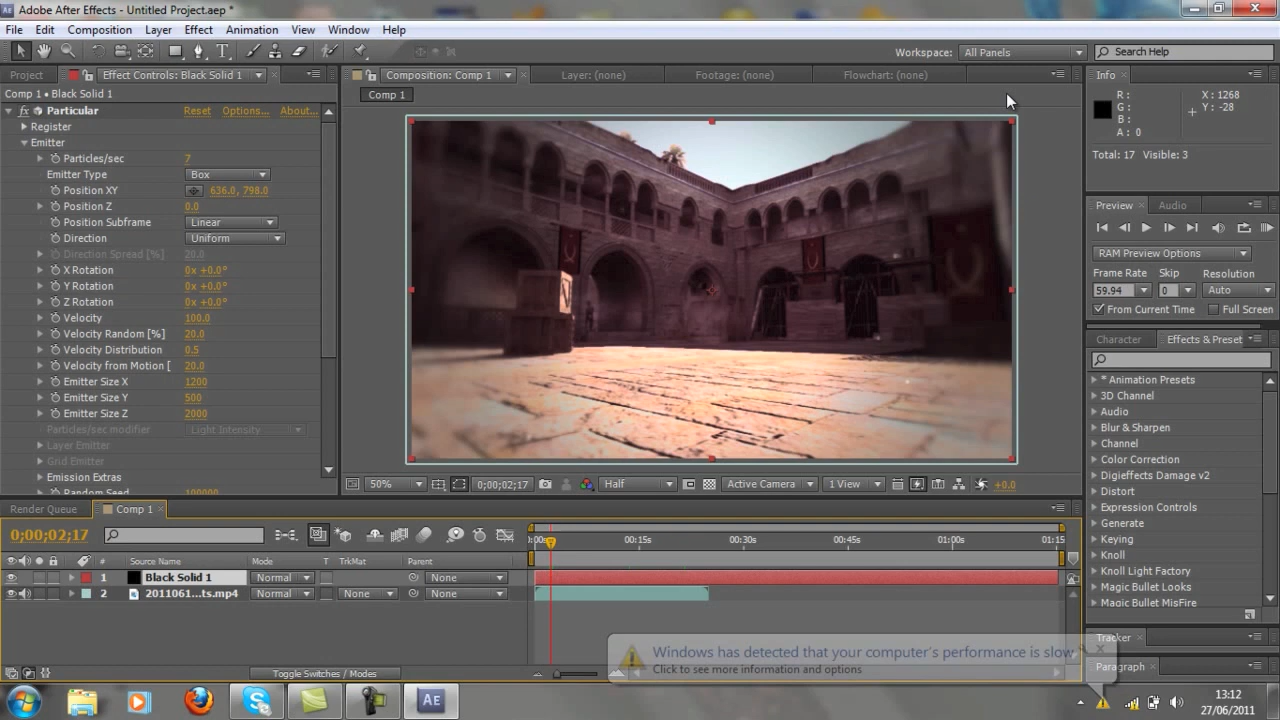 Adobe After Effects - Untitled Project.aep *
File Edit Composition Layer Effect Animation View Window Help
Workspace: All Panels
Search Help
Project
Effect Controls: Black Solid 1
Composition: Comp 1
Layer: (none)
Footage: (none)
Flowchart: (none)
Info
Comp 1 • Black Solid 1
Comp 1
Particular Reset Options... About...
Register
Emitter
Particles/sec 7
Emitter Type Box
Position XY 636.0, 798.0
Position Z 0.0
Position Subframe Linear
Direction Uniform
Direction Spread [%] 20.0
X Rotation 0x +0.0°
Y Rotation 0x +0.0°
Z Rotation 0x +0.0°
Velocity 100.0
Velocity Random [%] 20.0
Velocity Distribution 0.5
Velocity from Motion [ 20.0
Emitter Size X 1200
Emitter Size Y 500
Emitter Size Z 2000
Particles/sec modifier Light Intensity
Layer Emitter
Grid Emitter
Emission Extras
Random Seed 100000
R :
G :
B :
A : 0
X : 1268
Y : -28
Total: 17 Visible: 3
Preview Audio
RAM Preview Options
Frame Rate Skip Resolution
59.94 0 Auto
From Current Time Full Screen
Character Effects & Preset
* Animation Presets
3D Channel
Audio
Blur & Sharpen
Channel
Color Correction
Digieffects Damage v2
Distort
Expression Controls
Generate
Keying
Knoll
Knoll Light Factory
Magic Bullet Looks
Magic Bullet MisFire
Tracker
Paragraph
50% 0;00;02;17 Half Active Camera 1 View +0.0
Render Queue Comp 1
0;00;02;17
:00s 00:15s 00:30s 00:45s 01:00s 01:15
# Source Name Mode T TrkMat Parent
1 Black Solid 1 Normal None
2 2011061...ts.mp4 Normal None None
Toggle Switches / Modes
Windows has detected that your computer's performance is slow
Click to see more information and options
Ae
13:12
27/06/2011